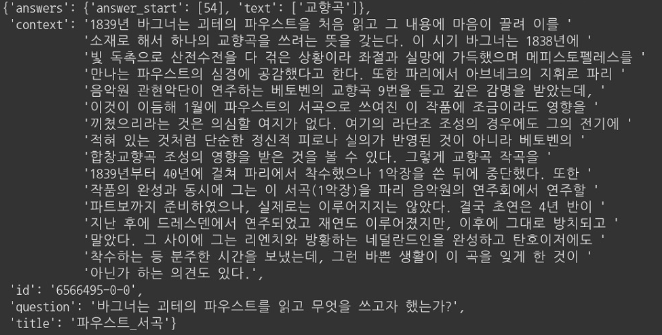 {'answers': {'answer_start': [54], 'text': ['교향곡']},
'context': '1839년 바그너는 괴테의 파우스트을 처음 읽고 그 내용에 마음이 끌려 이를 '
'소재로 해서 하나의 교향곡을 쓰려는 뜻을 갖는다. 이 시기 바그너는 1838년에 '
'빛 독촉으로 산전수전을 다 겪은 상황이라 좌절과 실망에 가득했으며 메피스토펠레스를 '
'만나는 파우스트의 심경에 공감했다고 한다. 또한 파리에서 아브네크의 지휘로 파리 '
'음악원 관현악단이 연주하는 베토벤의 교향곡 9번을 듣고 깊은 감명을 받았는데, '
'이것이 이듬해 1월에 파우스트의 서곡으로 쓰여진 이 작품에 조금이라도 영향을 '
'끼쳤으리라는 것은 의심할 여지가 없다. 여기의 라단조 조성의 경우에도 그의 전기에 '
'적혀 있는 것처럼 단순한 정신적 피로나 실의가 반영된 것이 아니라 베토벤의 '
'합창교향곡 조성의 영향을 받은 것을 볼 수 있다. 그렇게 교향곡 작곡을 '
'1839년부터 40년에 걸쳐 파리에서 착수했으나 1악장을 쓴 뒤에 중단했다. 또한 '
'작품의 완성과 동시에 그는 이 서곡(1악장)을 파리 음악원의 연주회에서 연주할 '
'파트보까지 준비하였으나, 실제로는 이루어지지는 않았다. 결국 초연은 4년 반이 '
'지난 후에 드레스덴에서 연주되었고 재연도 이루어졌지만, 이후에 그대로 방치되고 '
'말았다. 그 사이에 그는 리엔치와 방황하는 네덜란드인을 완성하고 탄호이저에도 '
'착수하는 등 분주한 시간을 보냈는데, 그런 바쁜 생활이 이 곡을 잊게 한 것이 '
'아닌가 하는 의견도 있다.',
'id': '6566495-0-0',
'question': '바그너는 괴테의 파우스트를 읽고 무엇을 쓰고자 했는가?',
'title': '파우스트_서곡'}